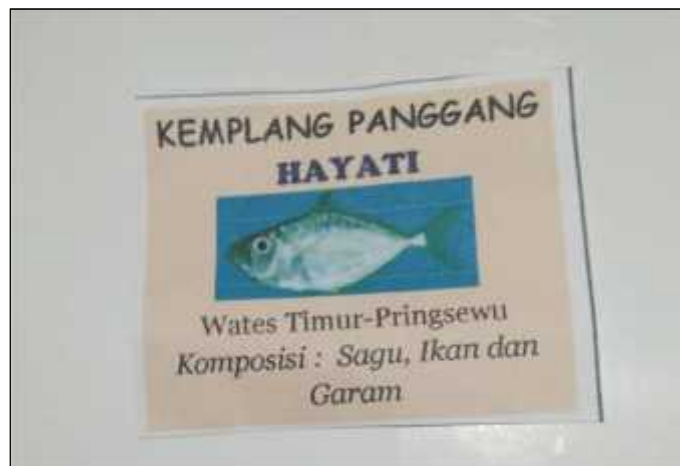 KEMPLANG PANGGANG
HAYATI
Wates Timur-Pringsewu
Komposisi : Sagu, Ikan dan
Garam